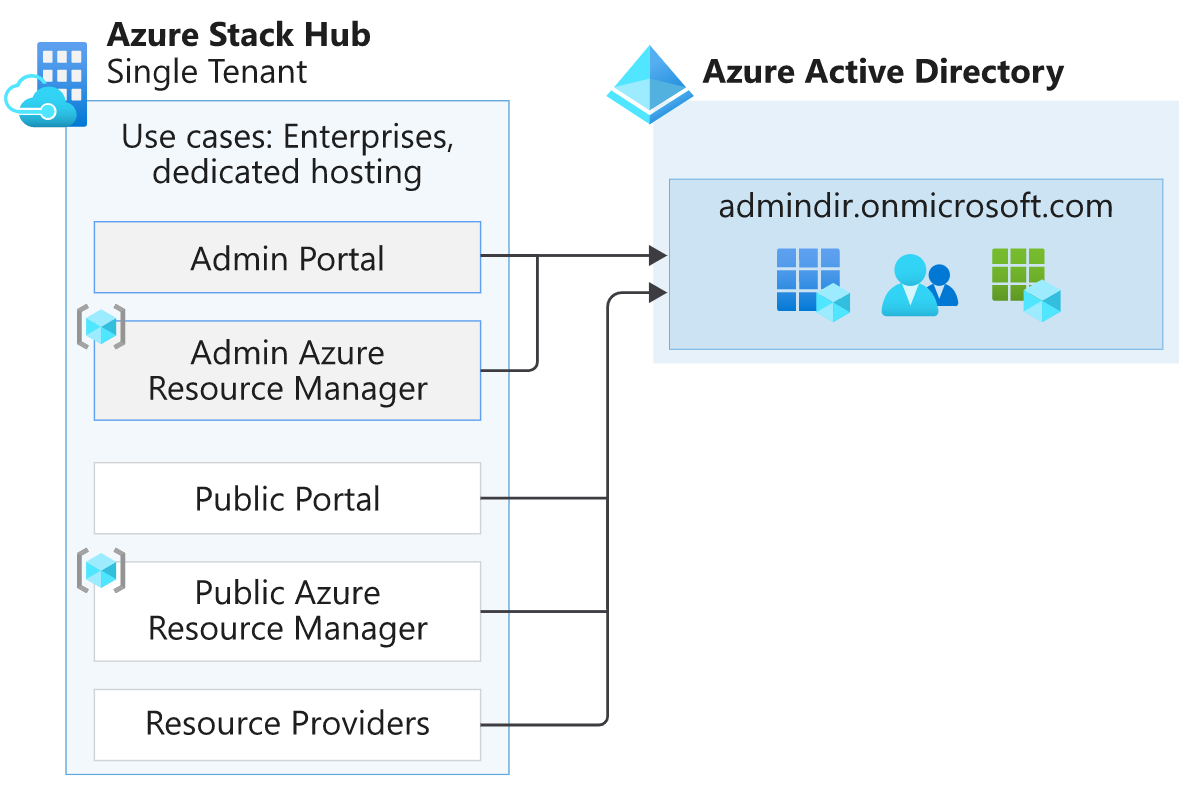 Azure Stack Hub
Single Tenant
Use cases: Enterprises,
dedicated hosting
Admin Portal
Admin Azure
Resource Manager
Public Portal
Public Azure
Resource Manager
Resource Providers
Azure Active Directory
admindir.onmicrosoft.com